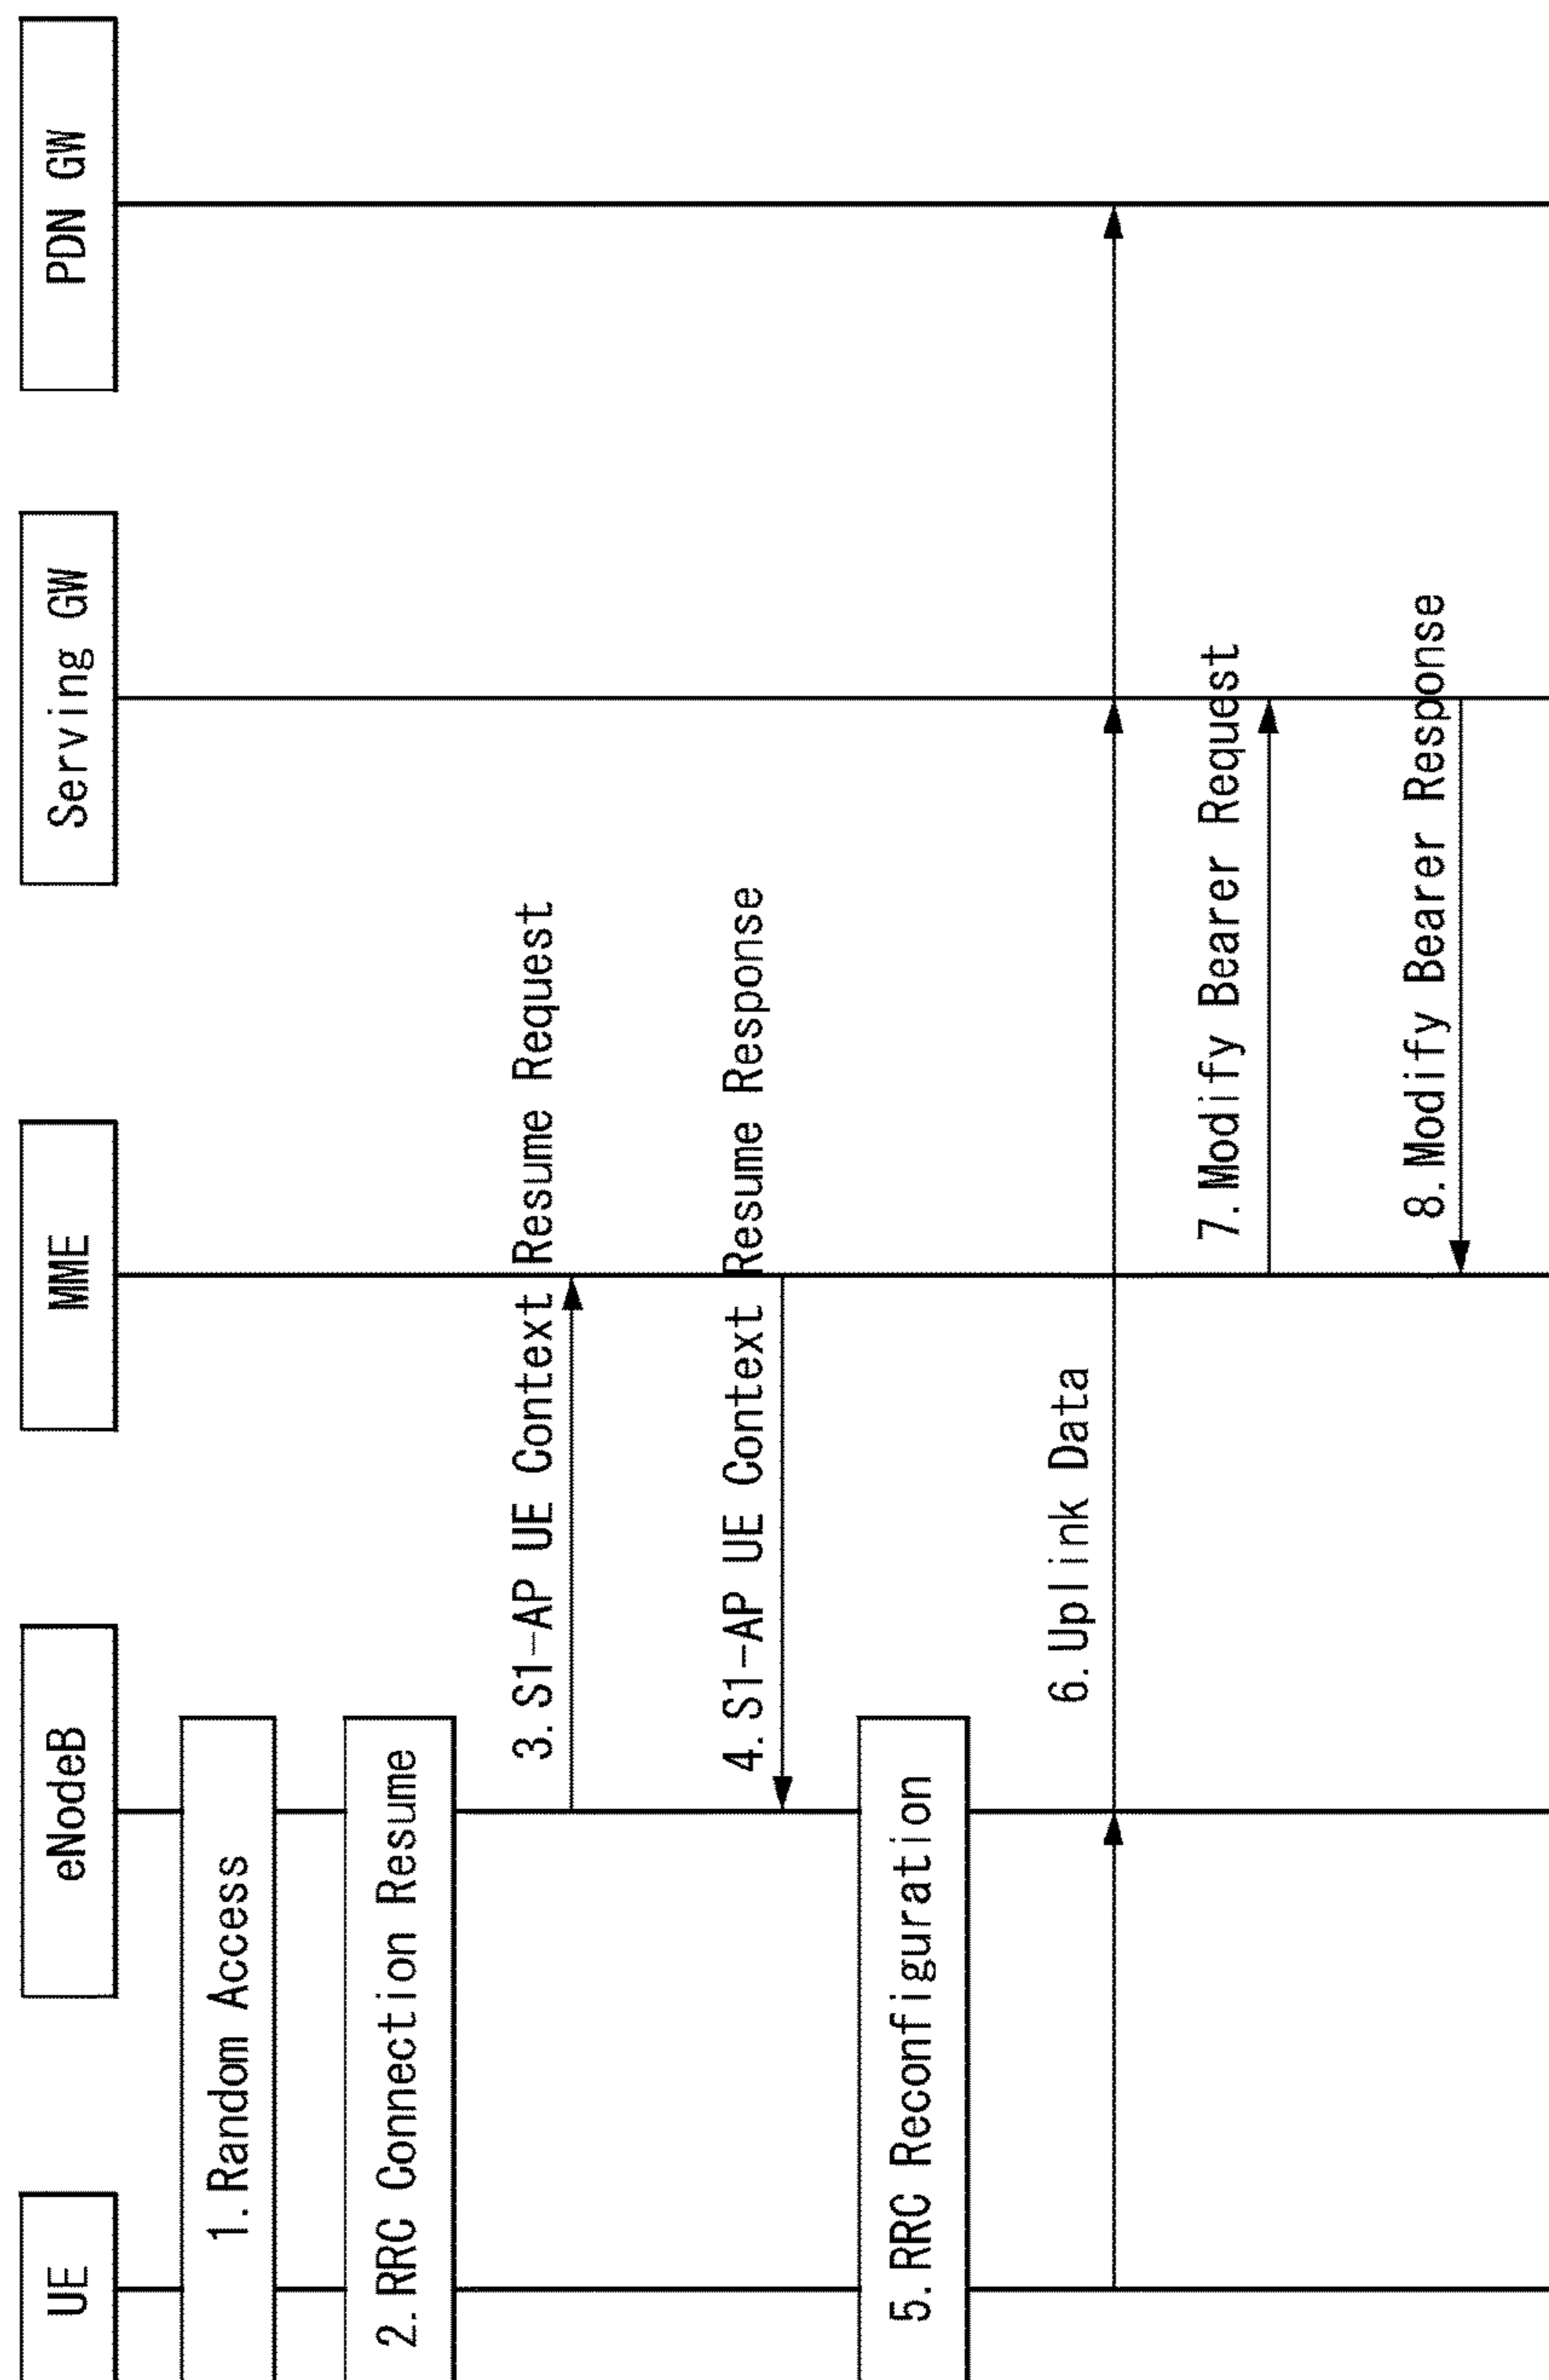 UE
eNodeB
MME
Serving GW
PDN GW
1. Random Access
2. RRC Connection Resume
3. S1-AP UE Context Resume Request
4. S1-AP UE Context Resume Response
5. RRC Reconfiguration
6. Uplink Data
7. Modify Bearer Request
8. Modify Bearer Response